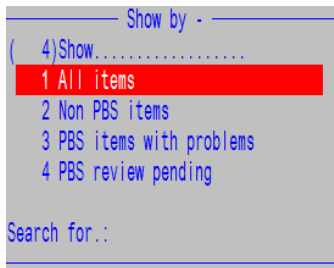 Show by -
( 4)Show..................
1 All items
2 Non PBS items
3 PBS items with problems
4 PBS review pending
Search for.: